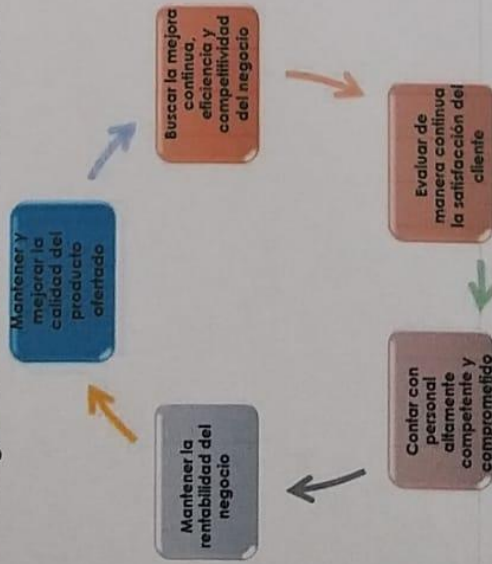 Mantener y
mejorar la
calidad del
producto
ofertado
Buscar la mejora
continua,
eficiencia y
competitividad
del negocio
Evaluar de
manera continua
la satisfacción del
cliente
Contar con
personal
altamente
competente y
comprometido
Mantener la
rentabilidad del
negocio